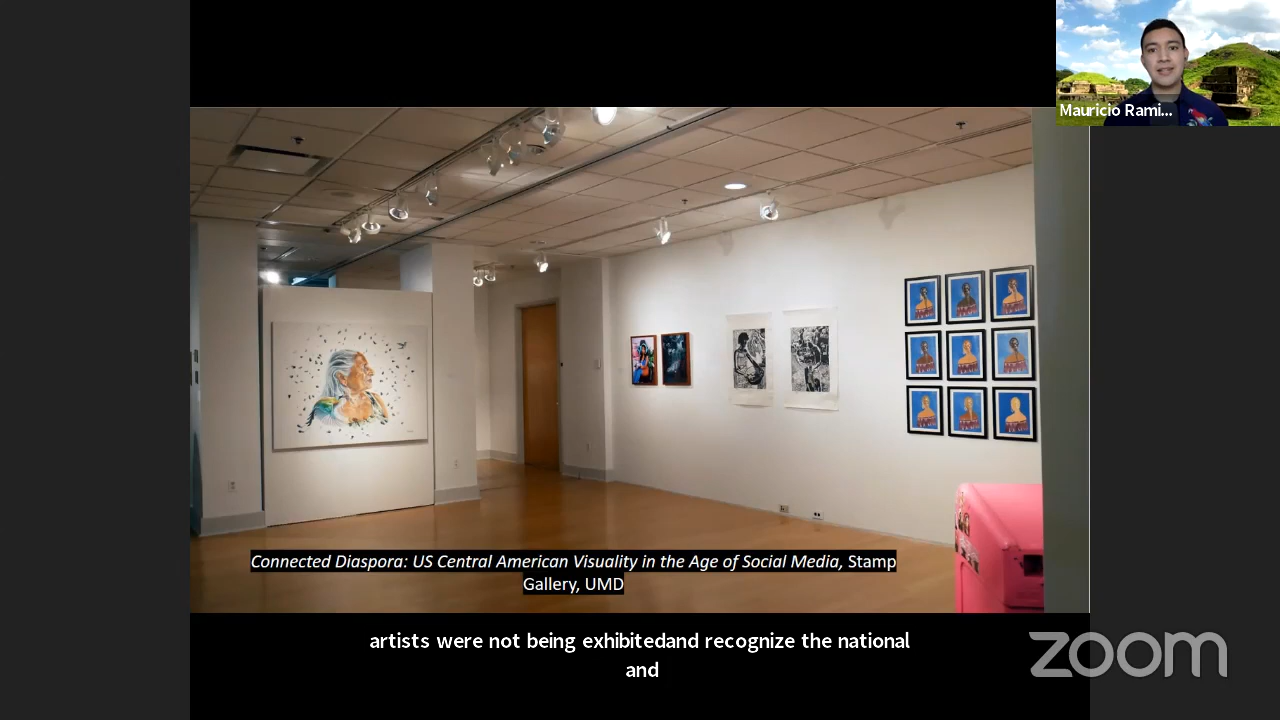 Mauricio Rami...
Connected Diaspora: US Central American Visuality in the Age of Social Media, Stamp
Gallery, UMD
artists were not being exhibitedand recognize the national
and
zoom